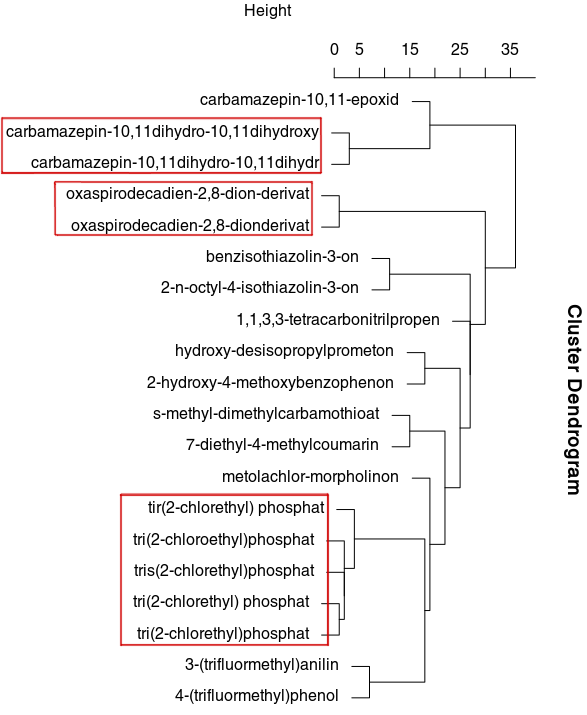 Height
0 5 15 25 35
carbamazepin-10,11-epoxid
carbamazepin-10,11dihydro-10,11dihydroxy
carbamazepin-10,11dihydro-10,11dihydr
oxaspirodecadien-2,8-dion-derivat
oxaspirodecadien-2,8-dionderivat
benzisothiazolin-3-on
2-n-octyl-4-isothiazolin-3-on
1,1,3,3-tetracarbonitrilpropen
hydroxy-desisopropylprometon
2-hydroxy-4-methoxybenzophenon
s-methyl-dimethylcarbamothioat
7-diethyl-4-methylcoumarin
metolachlor-morpholinon
tir(2-chlorethyl) phosphat
tri(2-chloroethyl)phosphat
tris(2-chlorethyl)phosphat
tri(2-chlorethyl) phosphat
tri(2-chlorethyl)phosphat
3-(trifluormethyl)anilin
4-(trifluormethyl)phenol
Cluster Dendrogram